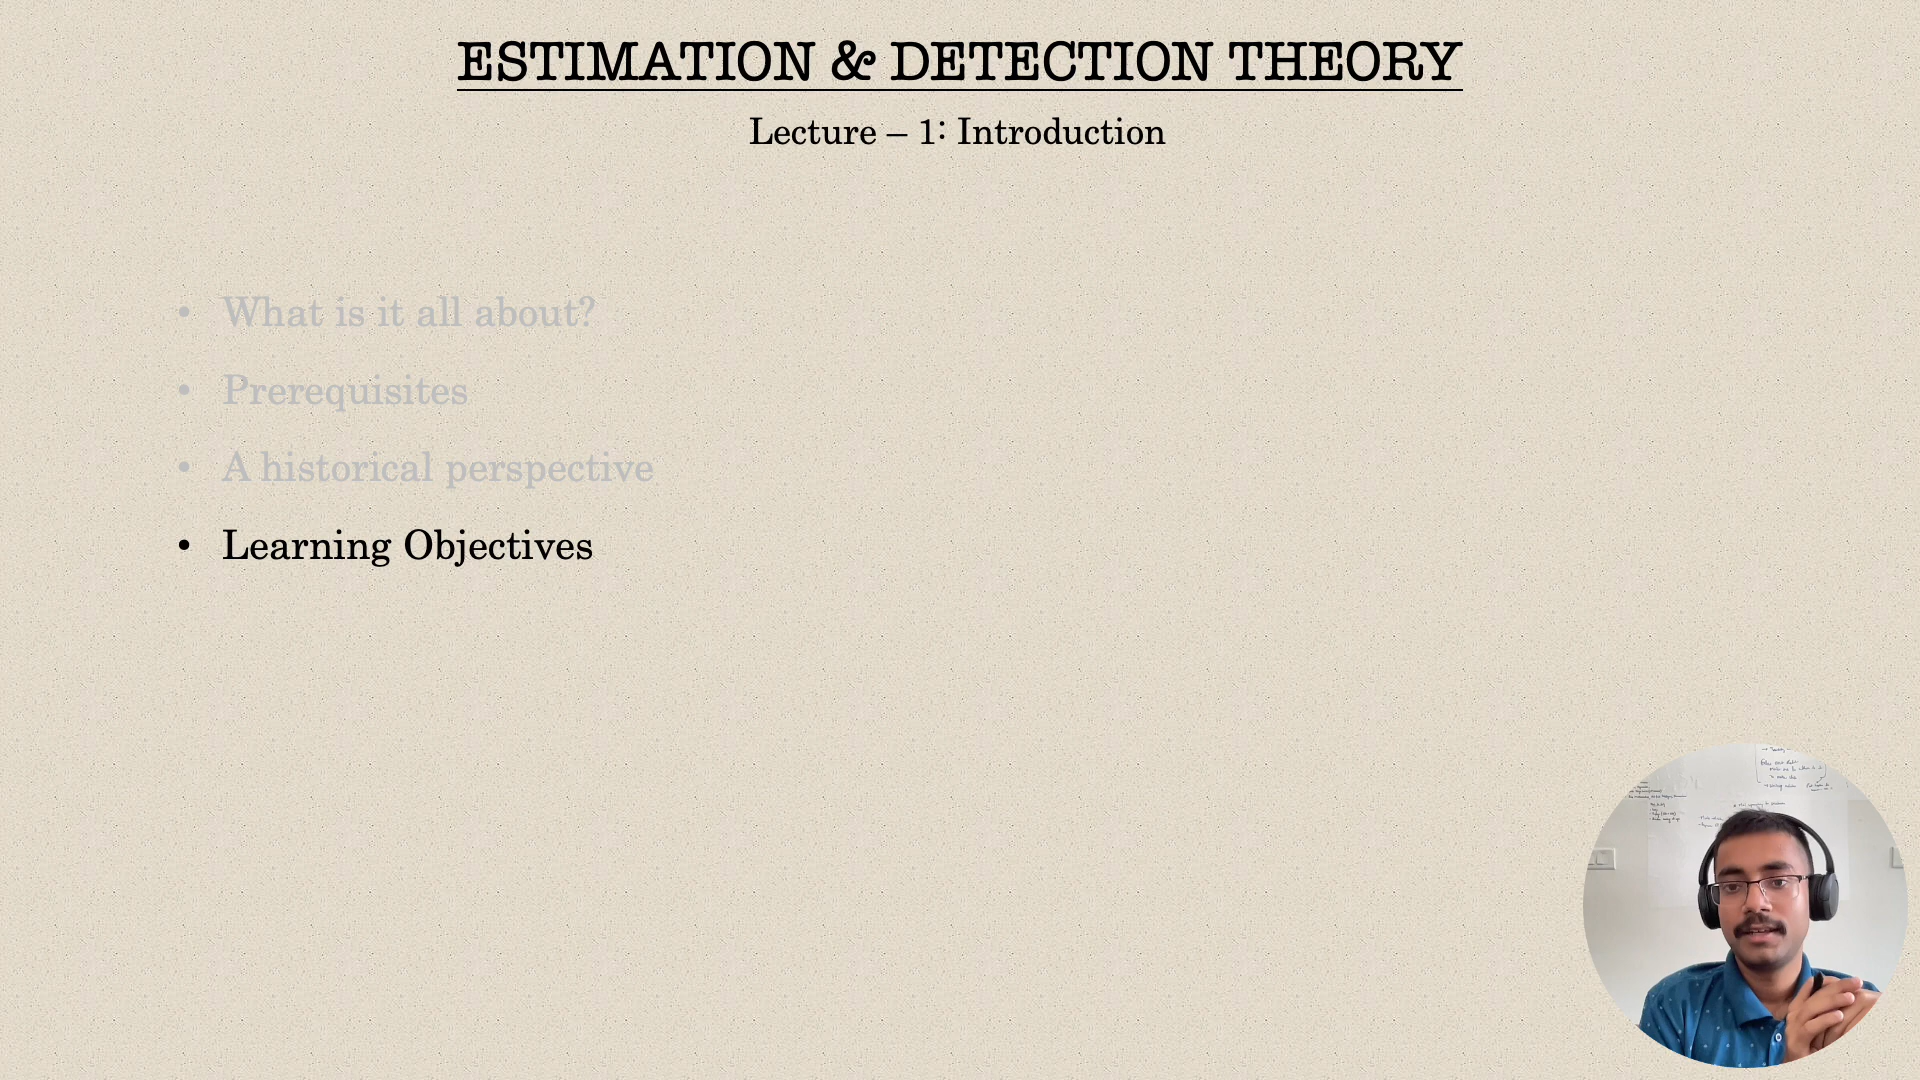 ESTIMATION & DETECTION THEORY
Lecture – 1: Introduction
• What is it all about?
• Prerequisites
• A historical perspective
• Learning Objectives